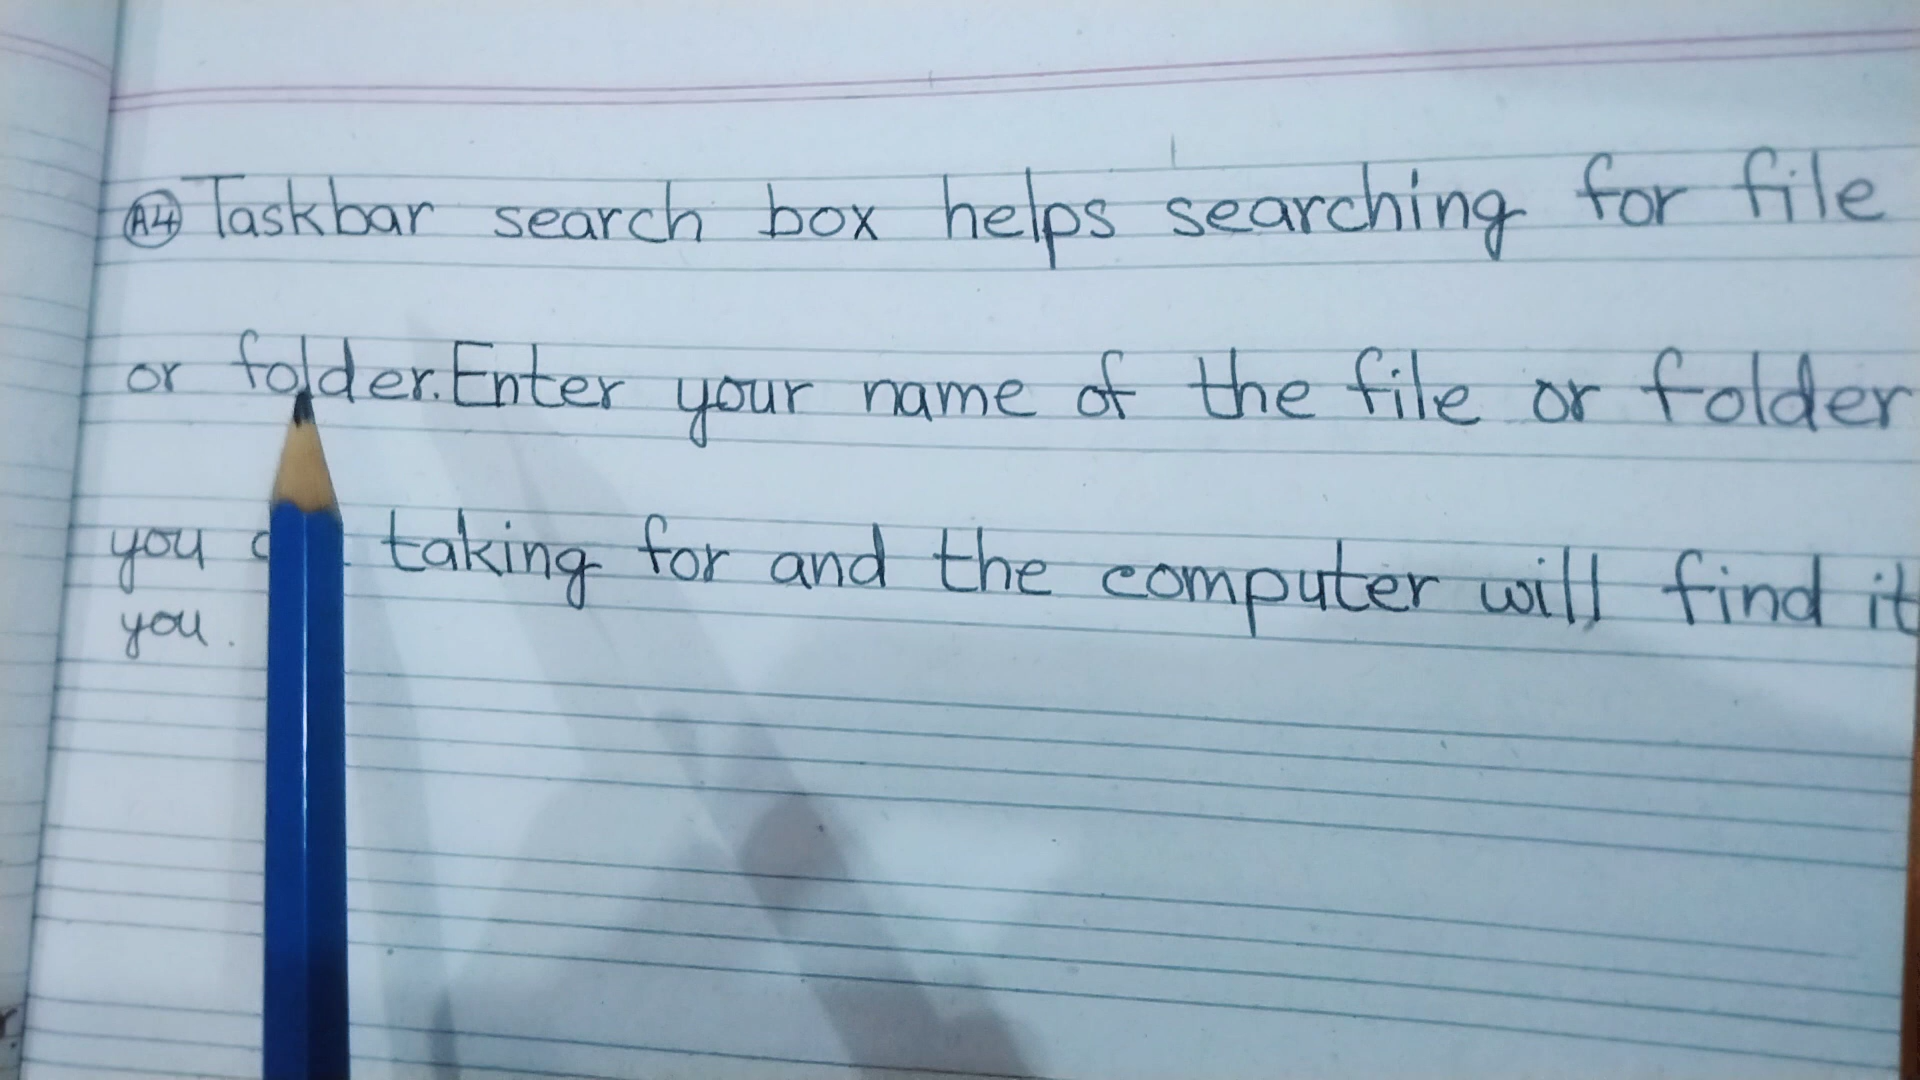 A4 Taskbar search box helps searching for file
or folder. Enter your name of the file or folder
you taking for and the computer will find it
you.